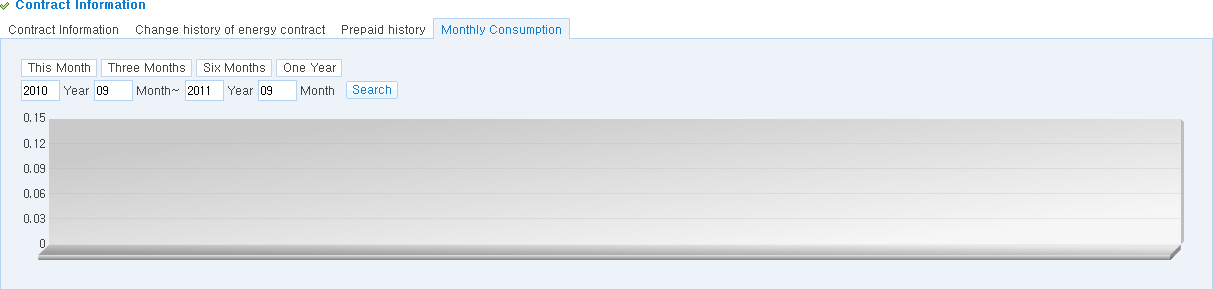 Contract Information
Contract Information Change history of energy contract Prepaid history Monthly Consumption
This Month Three Months Six Months One Year
2010 Year 09 Month~ 2011 Year 09 Month Search
0.15
0.12
0.09
0.06
0.03
0